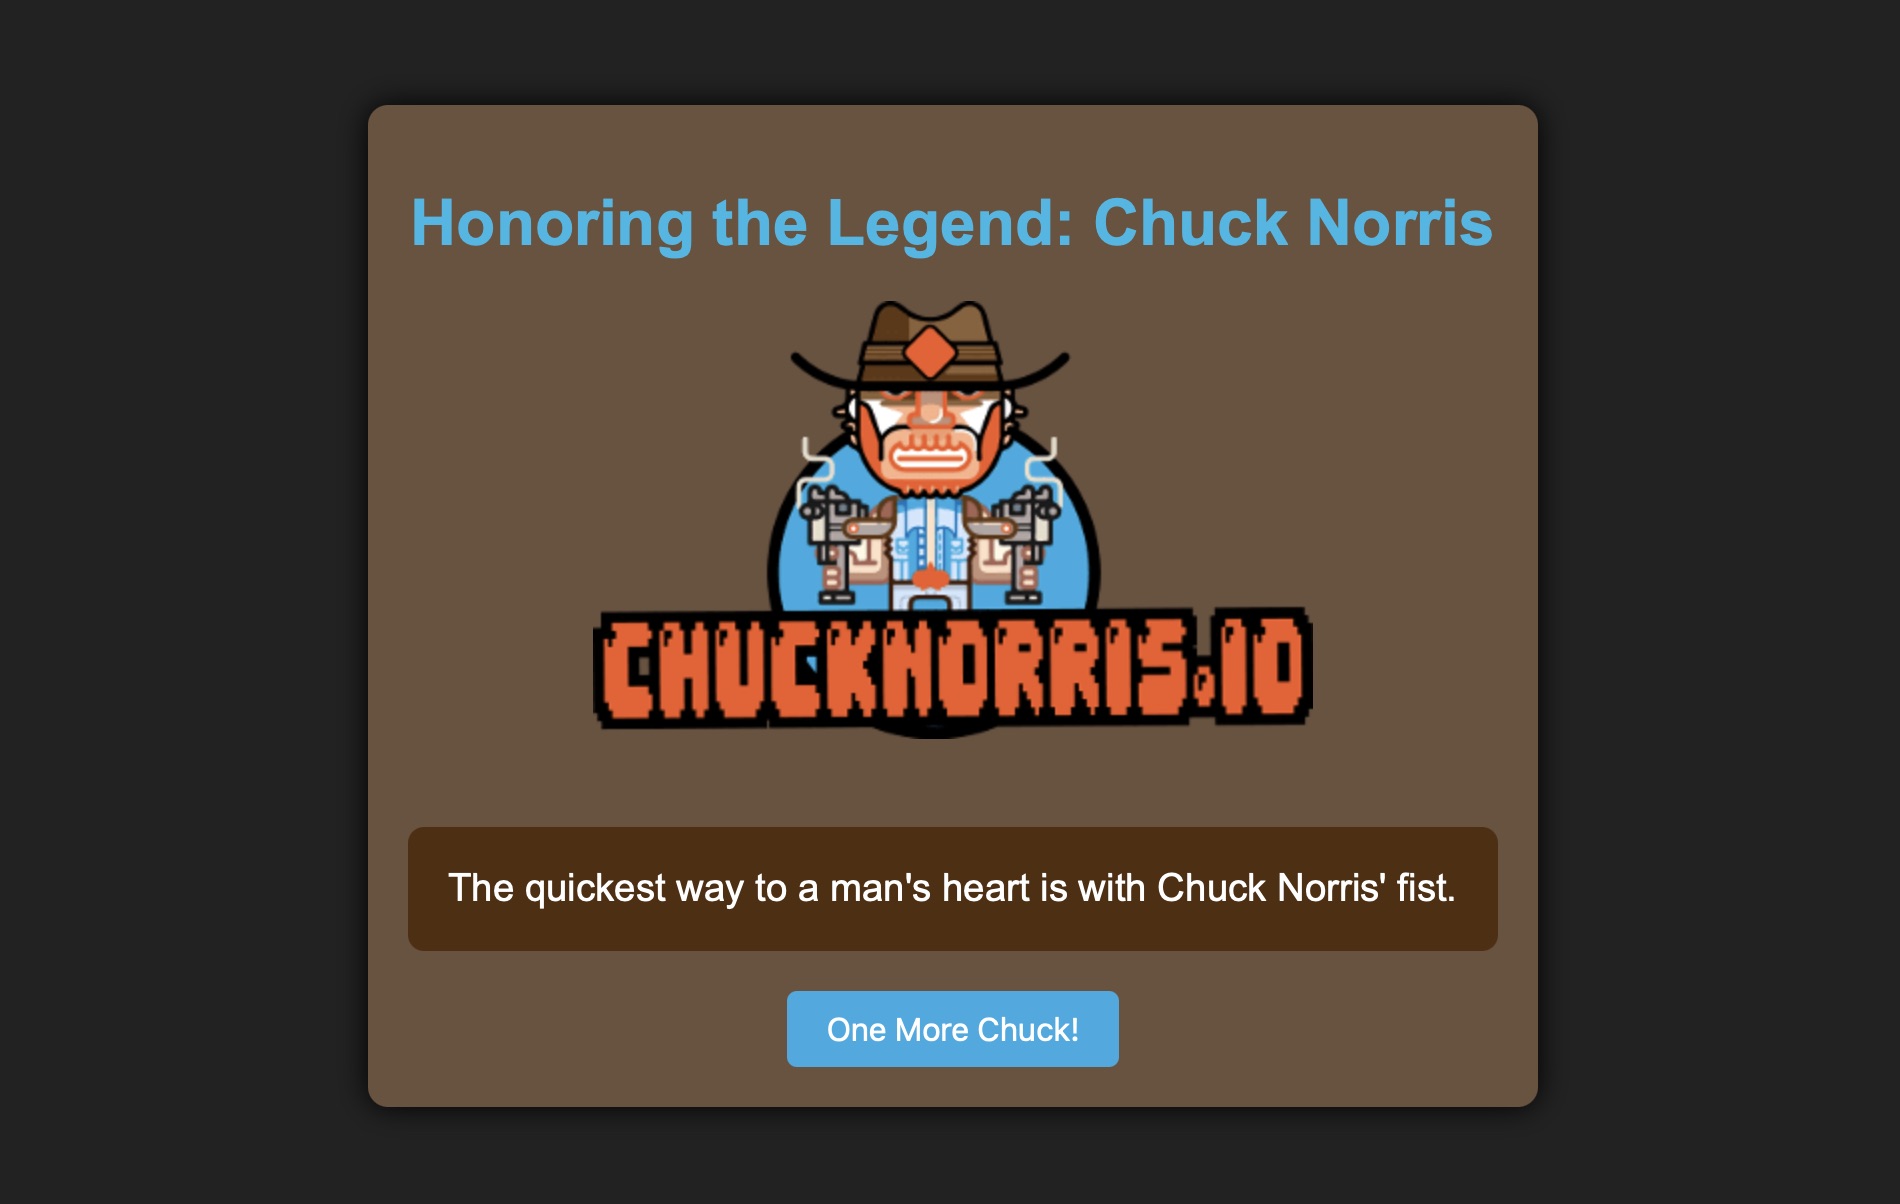 Honoring the Legend: Chuck Norris
CHUCKNORRIS.IO
The quickest way to a man's heart is with Chuck Norris' fist.
One More Chuck!